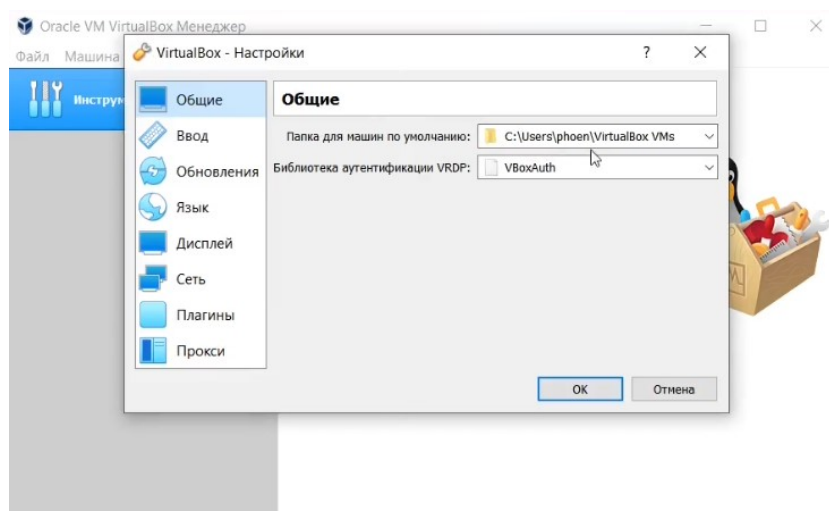 Oracle VM VirtualBox Менеджер
Файл Машина
VirtualBox - Настройки
?
Общие
Ввод
Обновления
Язык
Дисплей
Сеть
Плагины
Прокси
Общие
Папка для машин по умолчанию: C:\Users\phoen\VirtualBox VMs
Библиотека аутентификации VRDP: VBoxAuth
OK Отмена